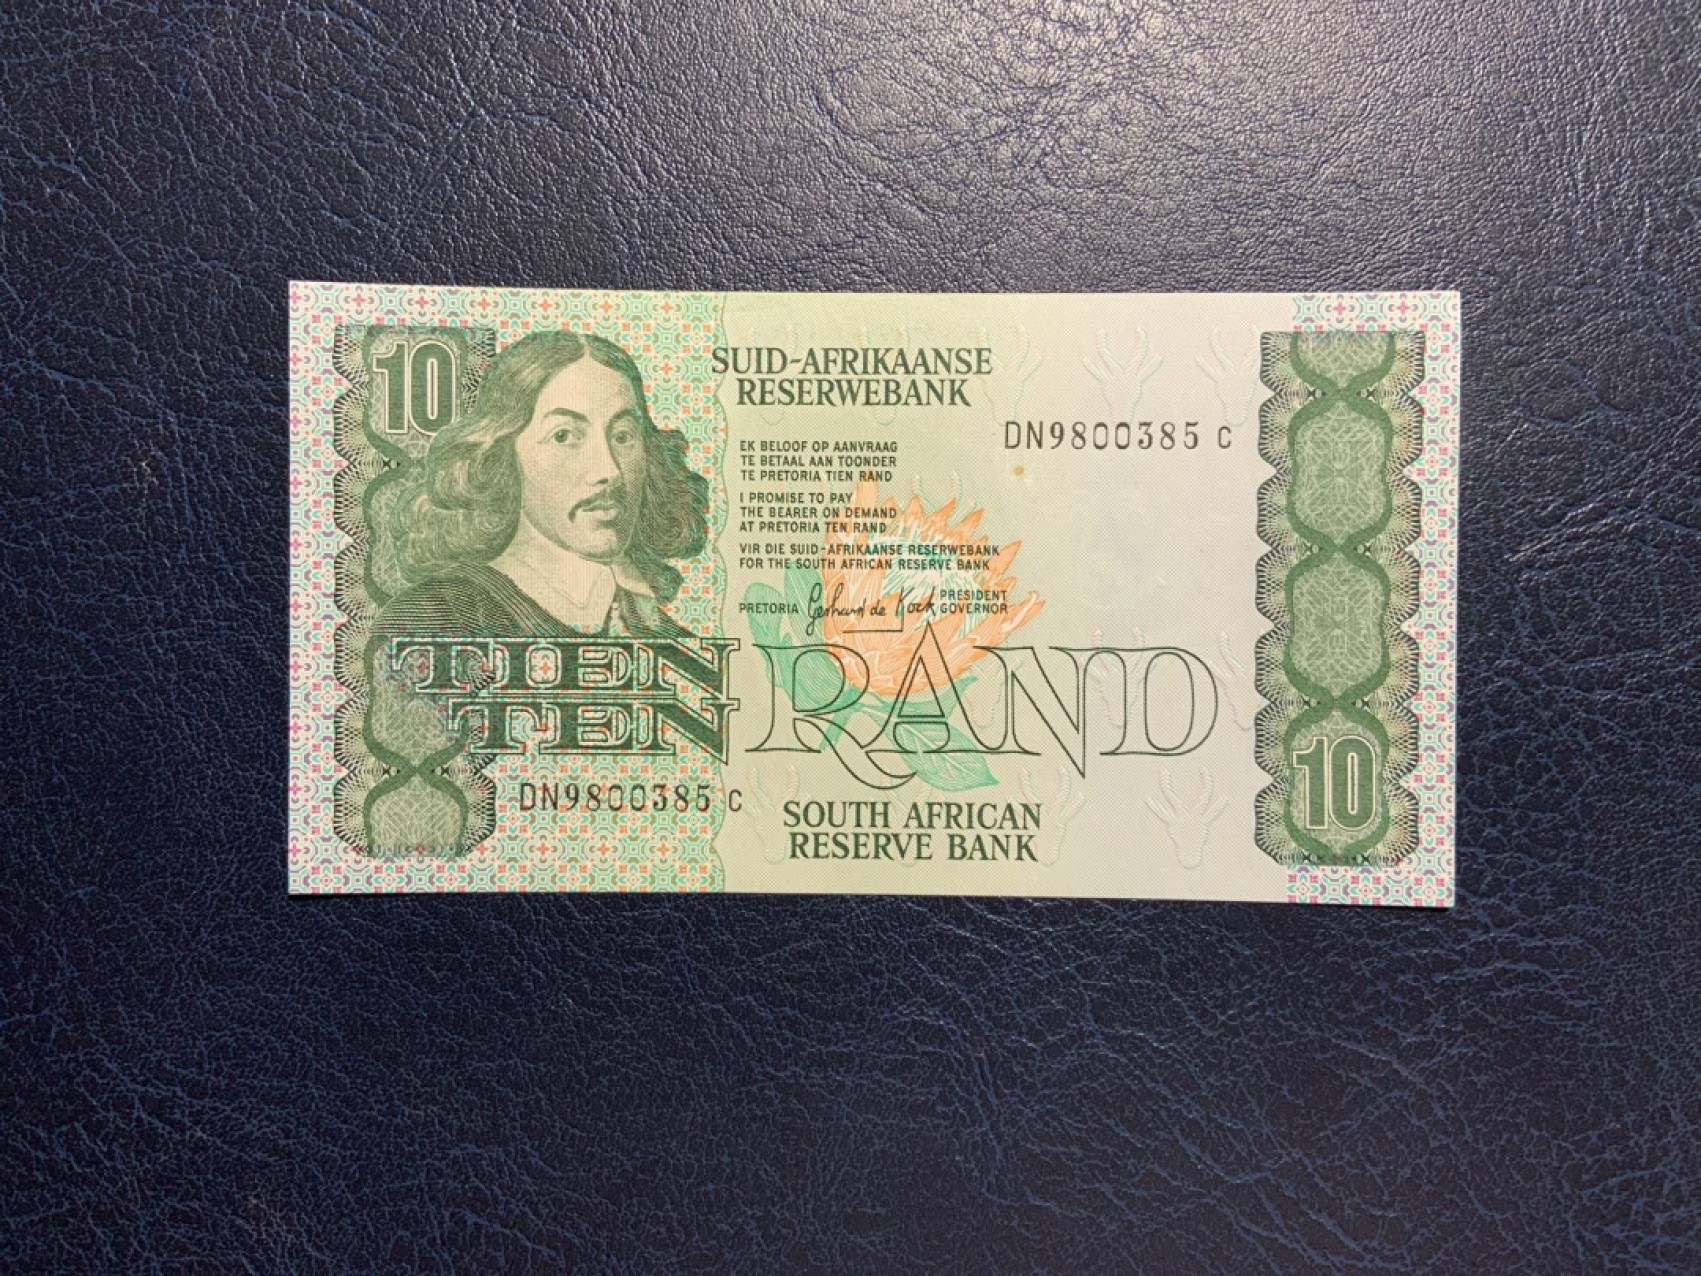 10
SUID-AFRIKAANSE
RESERWEBANK
DN9800385 C
EK BELOOF OP AANVRAAG
TE BETAAL AAN TOONDER
TE PRETORIA TIEN RAND
I PROMISE TO PAY
THE BEARER ON DEMAND
AT PRETORIA TEN RAND
VIR DIE SUID-AFRIKAANSE RESERWEBANK
FOR THE SOUTH AFRICAN RESERVE BANK
PRETORIA Gerhard de Kock PRESIDENT
GOVERNOR
TIEN
TEN RAND
10
DN9800385 C
SOUTH AFRICAN
RESERVE BANK